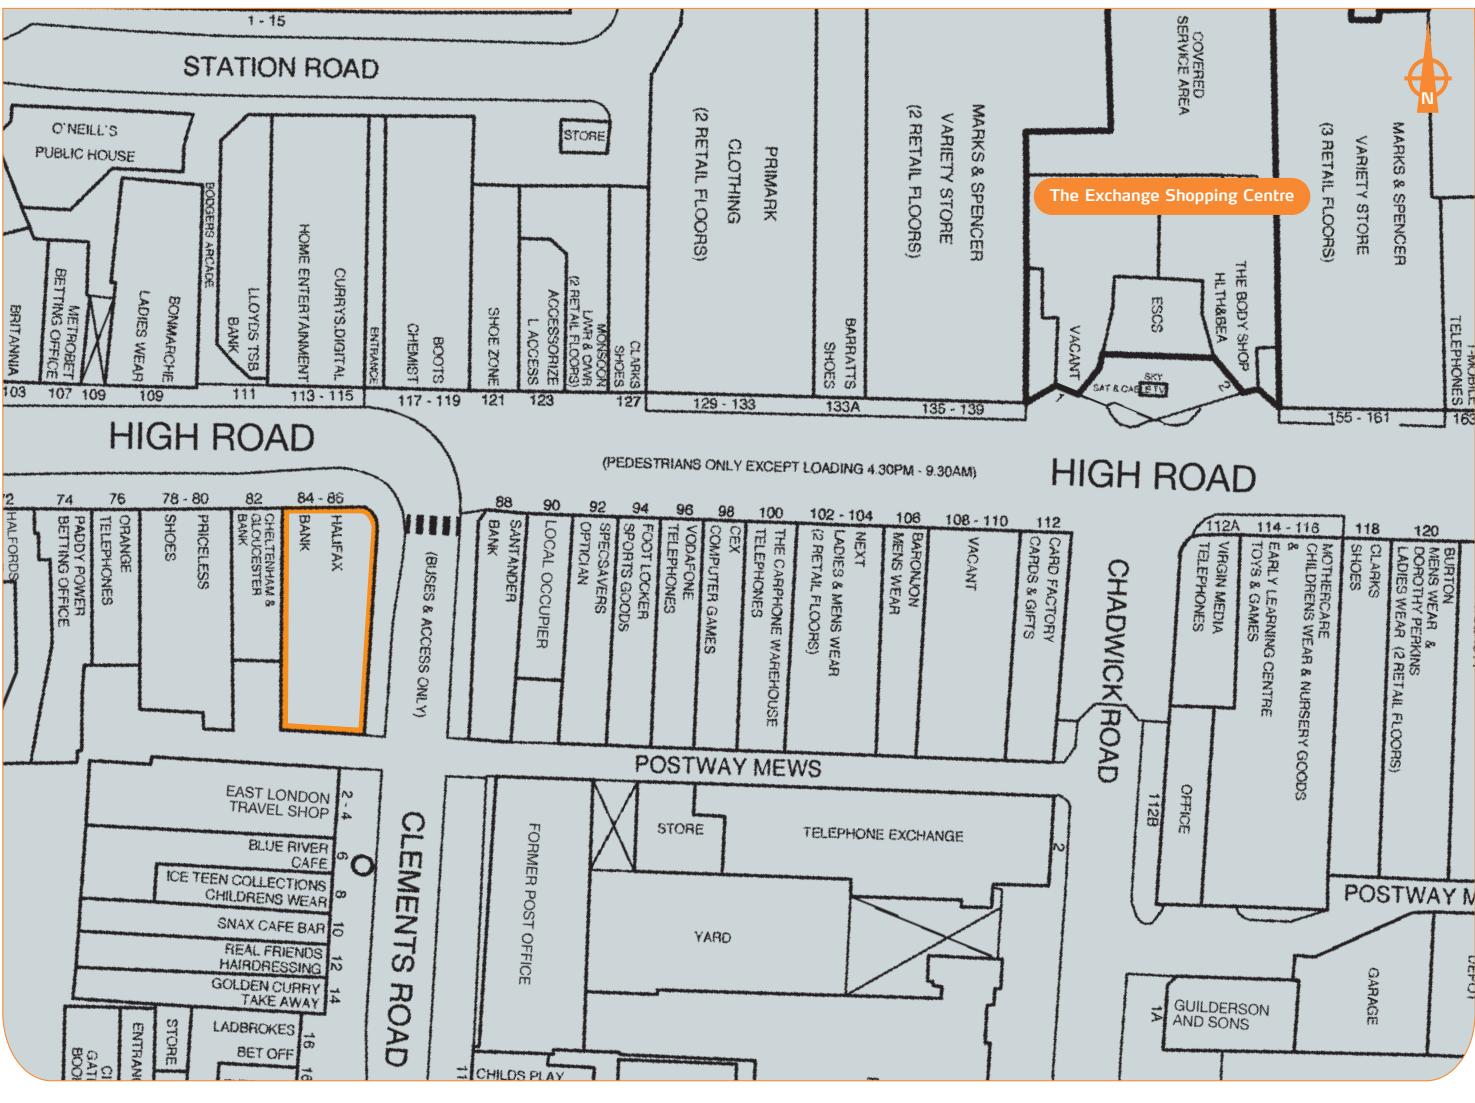 1 - 15
STATION ROAD
COVERED
SERVICE AREA
N
O'NEILL'S
PUBLIC HOUSE
STORE
BODGERS ARCADE
PRIMARK
CLOTHING
(2 RETAIL FLOORS)
MARKS & SPENCER
VARIETY STORE
(2 RETAIL FLOORS)
MARKS & SPENCER
VARIETY STORE
(3 RETAIL FLOORS)
The Exchange Shopping Centre
BRITANNIA
METROBET
BETTING OFFICE
BONMARCHE
LADIES WEAR
LLOYDS TSB
BANK
CURRYS.DIGITAL
HOME ENTERTAINMENT
ENTRANCE
BOOTS
CHEMIST
SHOE ZONE
ACCESSORIZE
L ACCESS
MONSOON
L/WR & C/WR
(2 RETAIL FLOORS)
CLARKS
SHOES
BARRATTS
SHOES
VACANT
ESCS
THE BODY SHOP
HLTH&BEA
SKY
SAT & CABLE TV
1
2
TELEPHONES
T-MOBILE
103
107
109
109
111
113 - 115
117 - 119
121
123
127
129 - 133
133A
135 - 139
155 - 161
163
HIGH ROAD
(PEDESTRIANS ONLY EXCEPT LOADING 4.30PM - 9.30AM)
HIGH ROAD
72
74
76
78 - 80
82
84 - 86
88
90
92
94
96
98
100
102 - 104
106
108 - 110
112
112A
114 - 116
118
120
HALFORDS
PADDY POWER
BETTING OFFICE
ORANGE
TELEPHONES
PRICELESS
SHOES
CHELTENHAM &
GLOUCESTER
BANK
HALIFAX
BANK
(BUSES & ACCESS ONLY)
SANTANDER
BANK
LOCAL OCCUPIER
SPECSAVERS
OPTICIAN
FOOT LOCKER
SPORTS GOODS
VODAFONE
TELEPHONES
CEX
COMPUTER GAMES
THE CARPHONE WAREHOUSE
TELEPHONES
NEXT
LADIES & MENS WEAR
(2 RETAIL FLOORS)
BARONJON
MENS WEAR
VACANT
CARD FACTORY
CARDS & GIFTS
CHADWICK ROAD
VIRGIN MEDIA
TELEPHONES
MOTHERCARE
CHILDRENS WEAR & NURSERY GOODS
&
EARLY LEARNING CENTRE
TOYS & GAMES
CLARKS
SHOES
BURTON
MENS WEAR &
DOROTHY PERKINS
LADIES WEAR (2 RETAIL FLOORS)
POSTWAY MEWS
112B
OFFICE
EAST LONDON
TRAVEL SHOP
2 - 4
BLUE RIVER
CAFE
6
ICE TEEN COLLECTIONS
CHILDRENS WEAR
8
SNAX CAFE BAR
10
REAL FRIENDS
HAIRDRESSING
12
GOLDEN CURRY
TAKE AWAY
14
LADBROKES
BET OFF
16
STORE
CLEMENTS ROAD
FORMER POST OFFICE
STORE
TELEPHONE EXCHANGE
2
YARD
POSTWAY M
GARAGE
1A
GUILDERSON
AND SONS
CHILDS PLAY
11